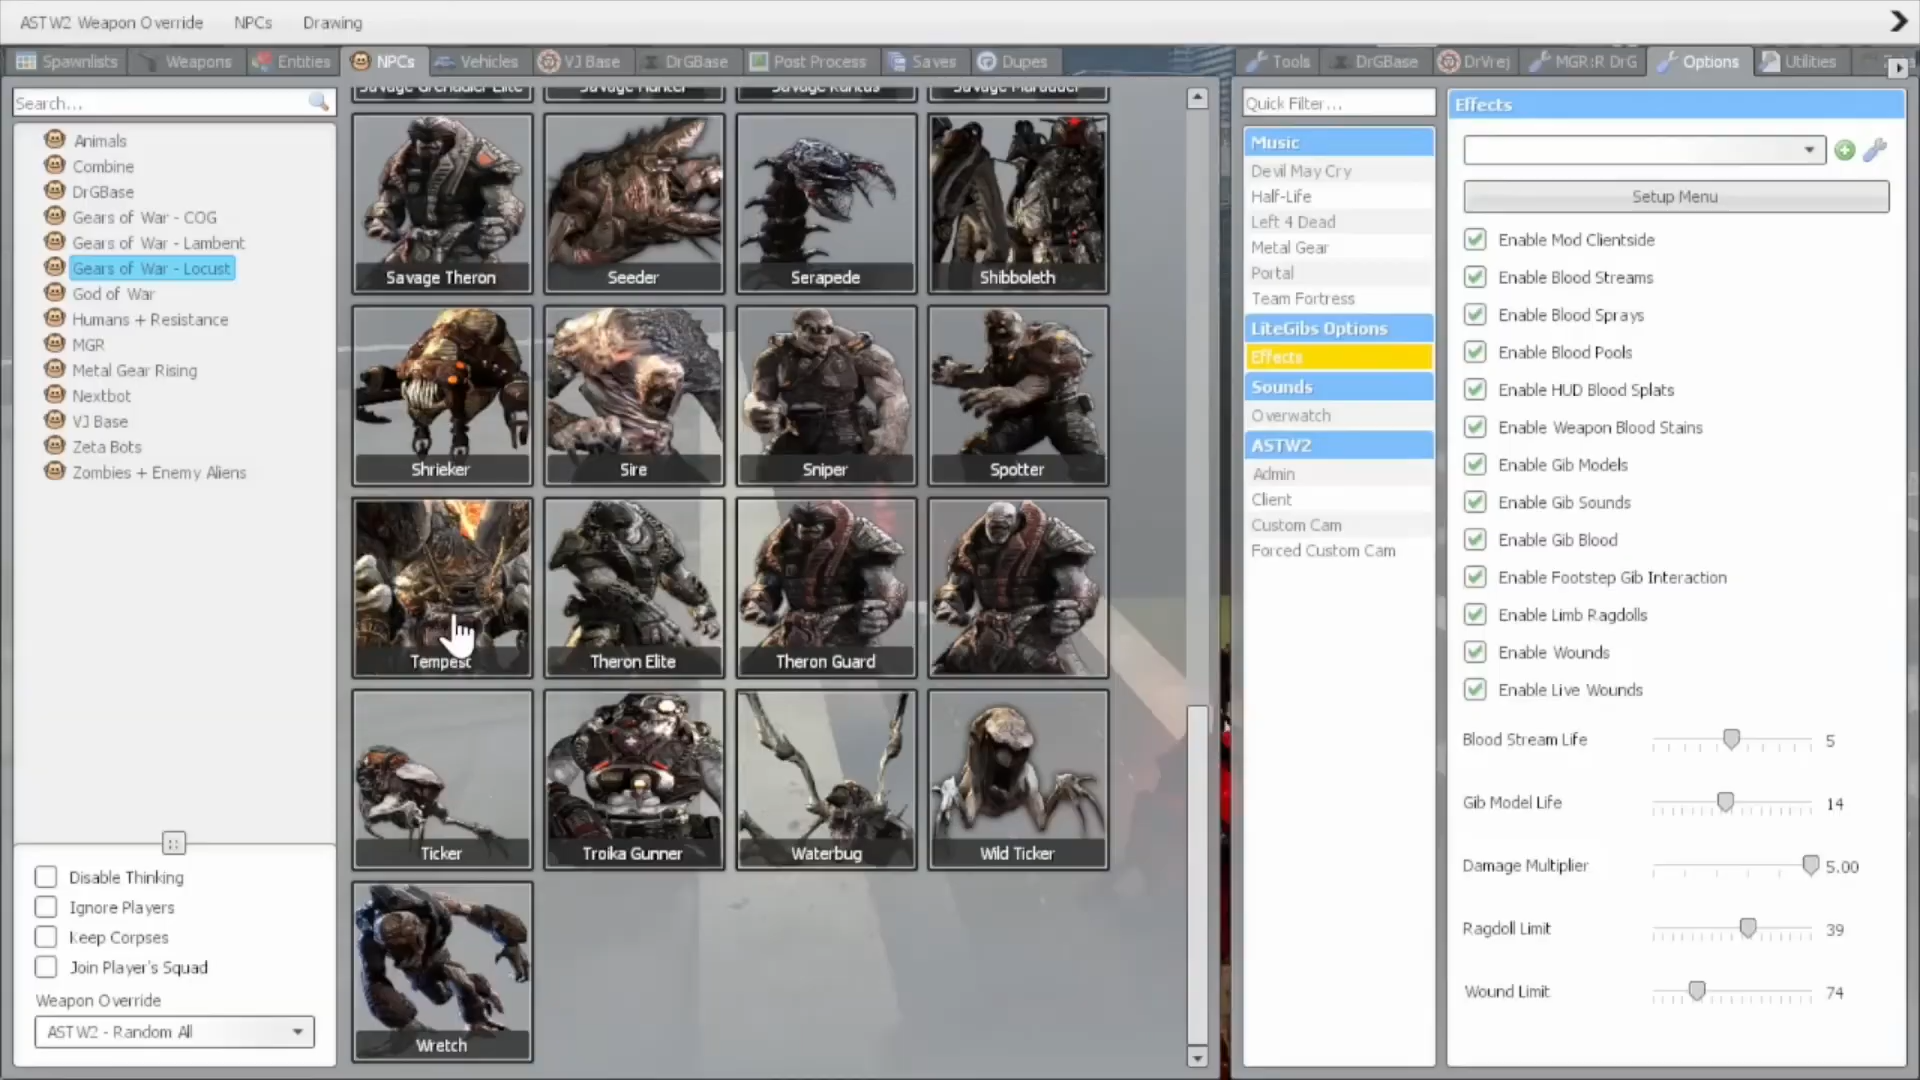 ASTW2 Weapon Override NPCs Drawing
Spawnlists Weapons Entities NPCs Vehicles VJ Base DrGBase Post Process Saves Dupes
Tools DrGBase DrVrej MGR:R DrG Options Utilities
Search...
Animals
Combine
DrGBase
Gears of War - COG
Gears of War - Lambent
Gears of War - Locust
God of War
Humans + Resistance
MGR
Metal Gear Rising
Nextbot
VJ Base
Zeta Bots
Zombies + Enemy Aliens
Disable Thinking
Ignore Players
Keep Corpses
Join Player's Squad
Weapon Override
ASTW2 - Random All
Savage Grenadier Elite Savage Hunter Savage Kantus Savage Marauder
Savage Theron Seeder Serapede Shibboleth
Shrieker Sire Sniper Spotter
Tempest Theron Elite Theron Guard
Ticker Troika Gunner Waterbug Wild Ticker
Wretch
Quick Filter...
Music
Devil May Cry
Half-Life
Left 4 Dead
Metal Gear
Portal
Team Fortress
LiteGibs Options
Effects
Sounds
Overwatch
ASTW2
Admin
Client
Custom Cam
Forced Custom Cam
Effects
Setup Menu
Enable Mod Clientside
Enable Blood Streams
Enable Blood Sprays
Enable Blood Pools
Enable HUD Blood Splats
Enable Weapon Blood Stains
Enable Gib Models
Enable Gib Sounds
Enable Gib Blood
Enable Footstep Gib Interaction
Enable Limb Ragdolls
Enable Wounds
Enable Live Wounds
Blood Stream Life 5
Gib Model Life 14
Damage Multiplier 5.00
Ragdoll Limit 39
Wound Limit 74